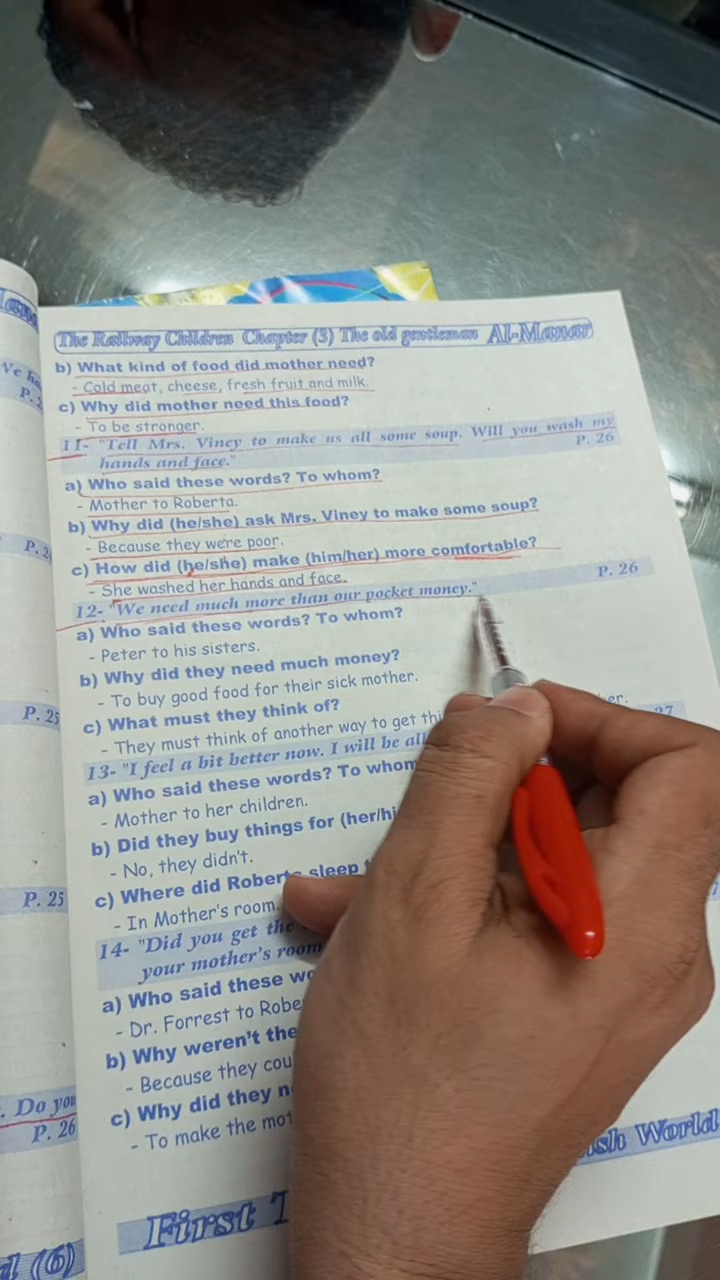 The Railway Children Chapter (3) The old gentleman Al-Manar
b) What kind of food did mother need?
- Cold meat, cheese, fresh fruit and milk.
c) Why did mother need this food?
- To be stronger.
11- "Tell Mrs. Viney to make us all some soup. Will you wash my
hands and face."
P. 26
a) Who said these words? To whom?
- Mother to Roberta.
b) Why did (he/she) ask Mrs. Viney to make some soup?
- Because they were poor.
c) How did (he/she) make (him/her) more comfortable?
- She washed her hands and face.
12- "We need much more than our pocket money."
P. 26
a) Who said these words? To whom?
- Peter to his sisters.
b) Why did they need much money?
- To buy good food for their sick mother.
c) What must they think of?
- They must think of another way to get
13- "I feel a bit better now. I will be
a) Who said these words? To whom
- Mother to her children.
b) Did they buy things for
- No, they didn't.
c) Where did Roberta sleep
- In Mother's room.
14- "Did you get the
your mother's room
a) Who said these
- Dr. Forrest to
b) Why weren't
- Because they
c) Why did they
- To make the
First
World
P. 25
P. 25
Do you
P. 26
(6)